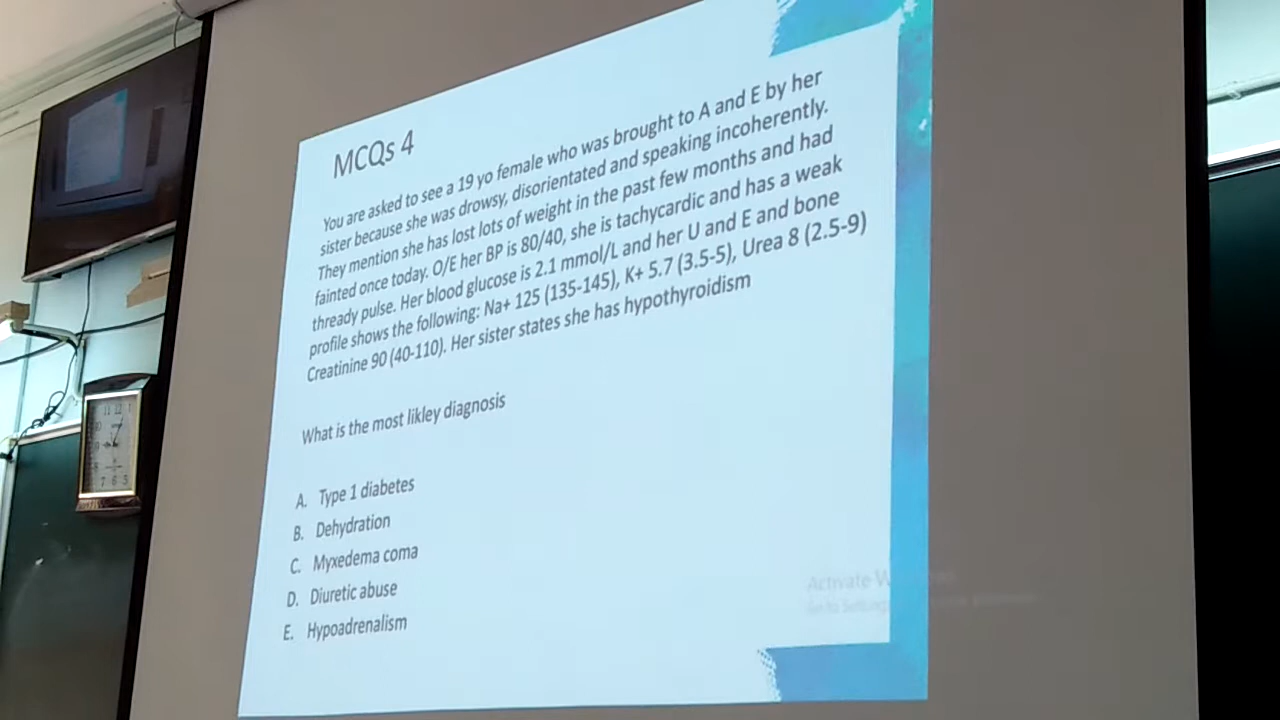 MCQs 4
You are asked to see a 19 yo female who was brought to A and E by her
sister because she was drowsy, disorientated and speaking incoherently.
They mention she has lost lots of weight in the past few months and had
fainted once today. O/E her BP is 80/40, she is tachycardic and has a weak
thready pulse. Her blood glucose is 2.1 mmol/L and her U and E and bone
profile shows the following: Na+ 125 (135-145), K+ 5.7 (3.5-5), Urea 8 (2.5-9)
Creatinine 90 (40-110). Her sister states she has hypothyroidism
What is the most likley diagnosis
A. Type 1 diabetes
B. Dehydration
C. Myxedema coma
D. Diuretic abuse
E. Hypoadrenalism
Activate